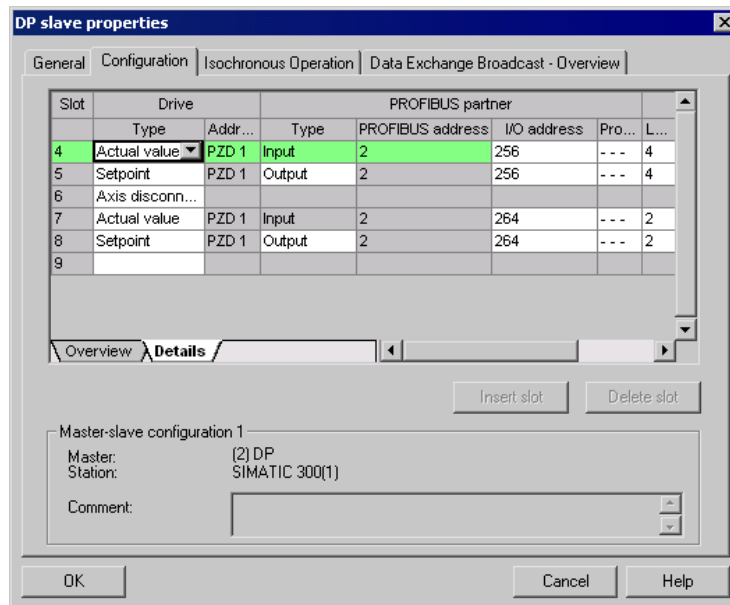 DP slave properties
General Configuration Isochronous Operation Data Exchange Broadcast - Overview
Slot Drive PROFIBUS partner
Type Addr... Type PROFIBUS address I/O address Pro... L...
4 Actual value PZD 1 Input 2 256 - - - 4
5 Setpoint PZD 1 Output 2 256 - - - 4
6 Axis disconn...
7 Actual value PZD 1 Input 2 264 - - - 2
8 Setpoint PZD 1 Output 2 264 - - - 2
9
Overview Details
Insert slot Delete slot
Master-slave configuration 1
Master: (2) DP
Station: SIMATIC 300(1)
Comment:
OK Cancel Help